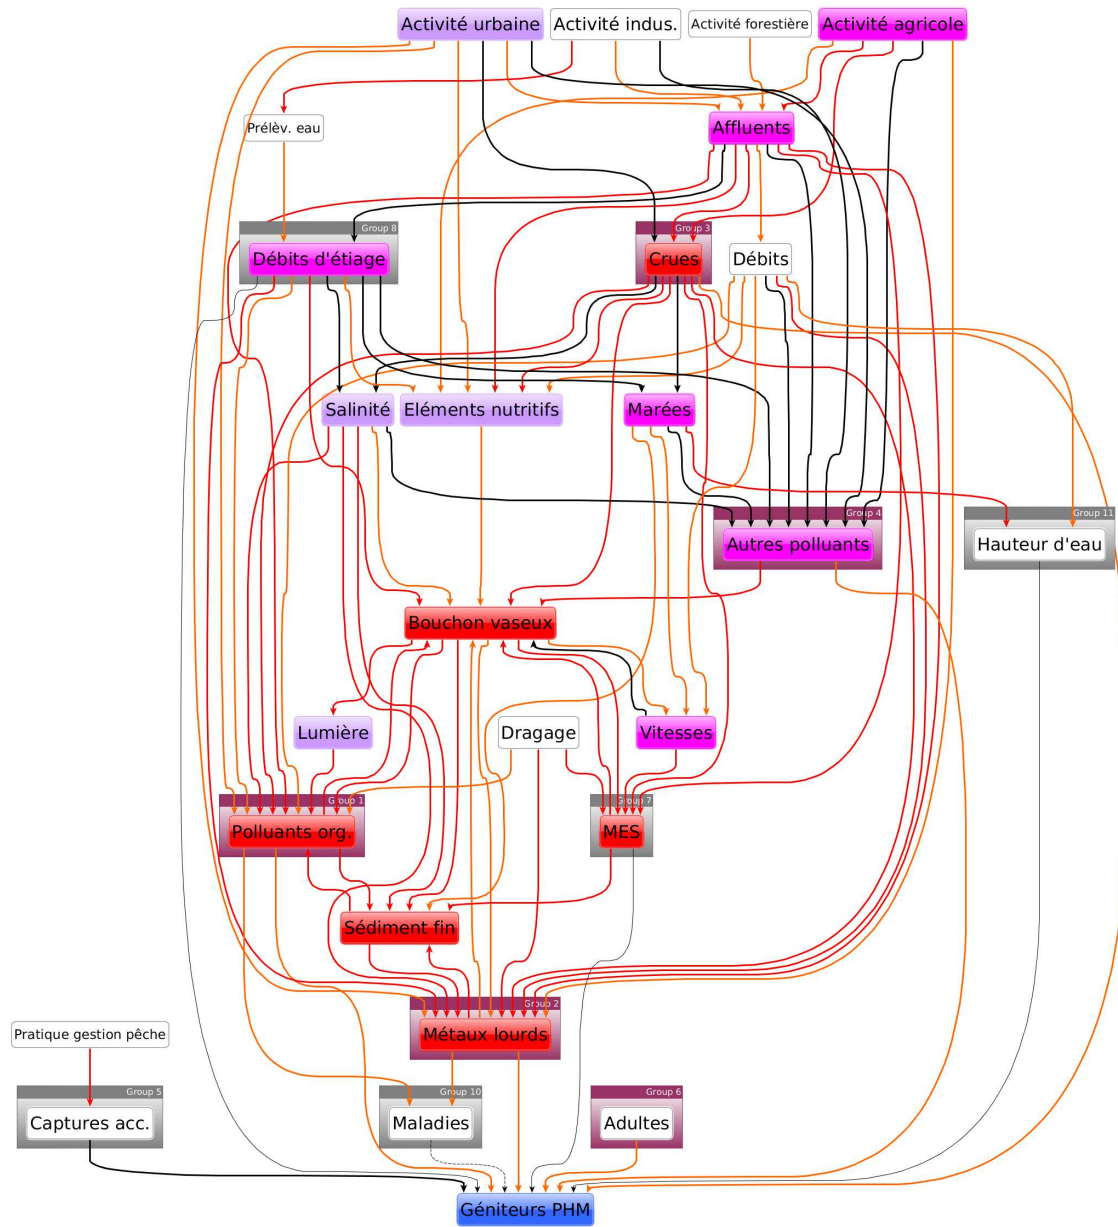 Activité urbaine
Activité indus.
Activité forestière
Activité agricole
Prélèv. eau
Affluents
Group 8
Débits d'étiage
Group 3
Crues
Débits
Salinité
Eléments nutritifs
Marées
Group 4
Autres polluants
Group 11
Hauteur d'eau
Bouchon vaseux
Lumière
Dragage
Vitesses
Group 1
Polluants org.
Group 7
MES
Sédiment fin
Group 2
Métaux lourds
Pratique gestion pêche
Group 5
Captures acc.
Group 10
Maladies
Group 6
Adultes
Géniteurs PHM